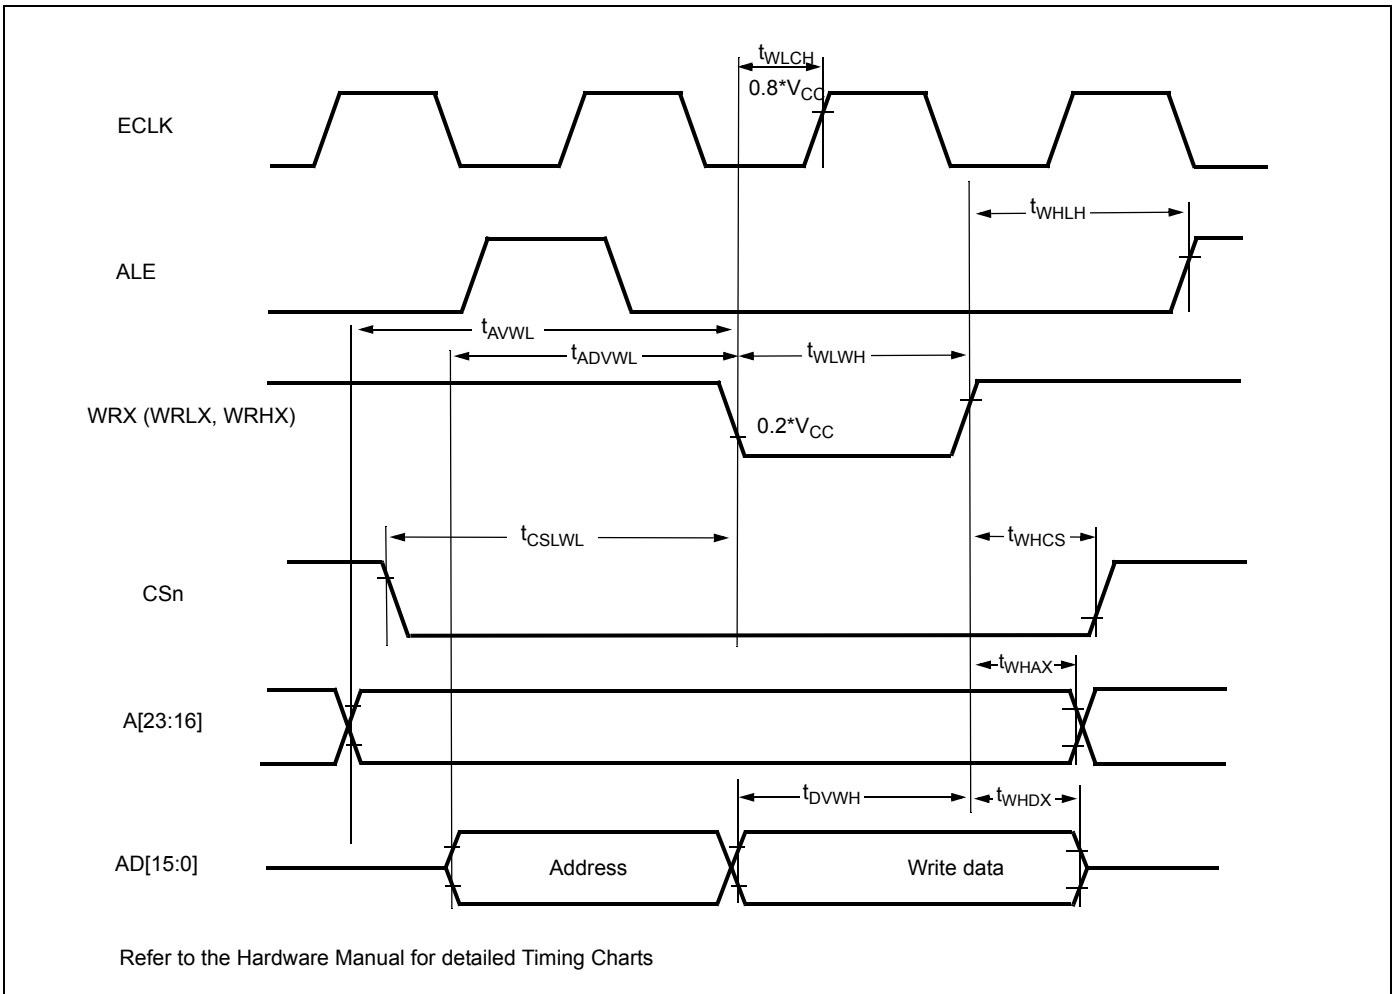 tWLCH
0.8*VCC
ECLK
tWHLH
ALE
tAVWL
tADVWL
tWLWH
WRX (WRLX, WRHX)
0.2*VCC
tCSLWL
tWHCS
CSn
tWHAX
A[23:16]
tDVWH
tWHDX
AD[15:0]
Address
Write data
Refer to the Hardware Manual for detailed Timing Charts